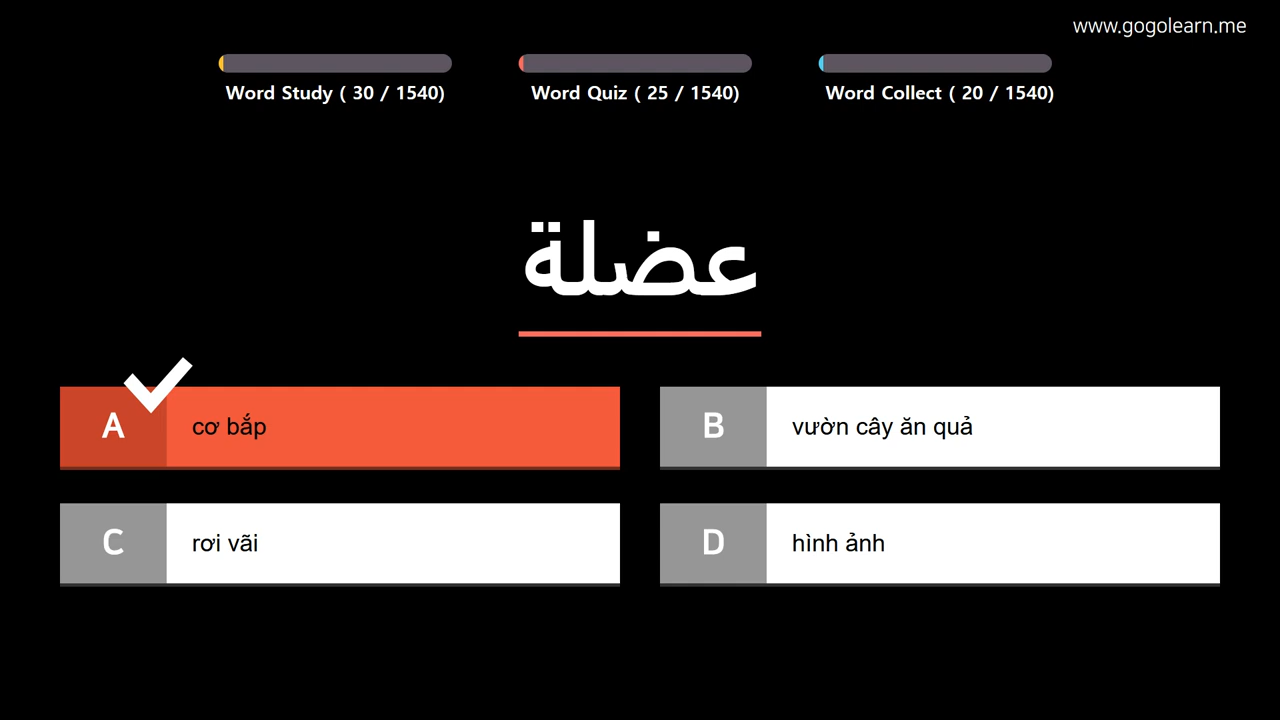 www.gogolearn.me
Word Study ( 30 / 1540)
Word Quiz ( 25 / 1540)
Word Collect ( 20 / 1540)
عضلة
A cơ bắp
B vườn cây ăn quả
C rơi vãi
D hình ảnh